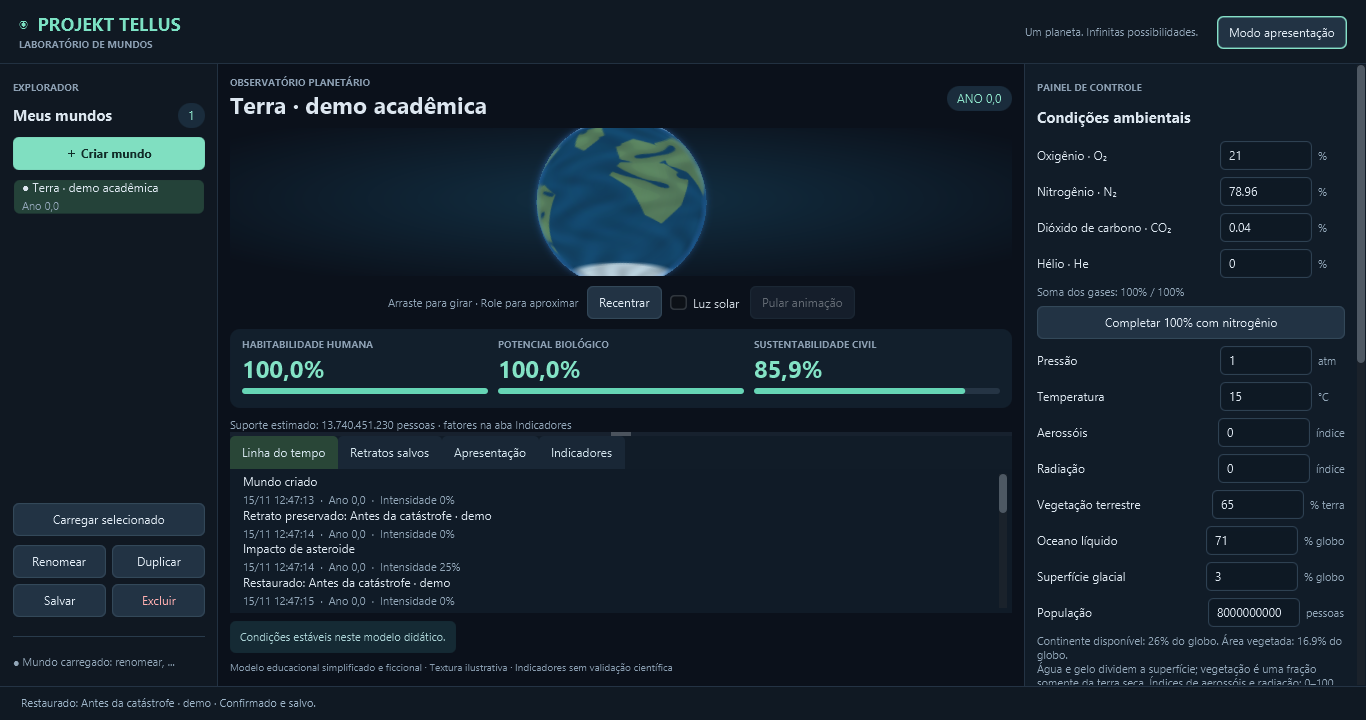 PROJEKT TELLUS
LABORATÓRIO DE MUNDOS
Um planeta. Infinitas possibilidades.
Modo apresentação
EXPLORADOR
Meus mundos
1
+ Criar mundo
● Terra · demo acadêmica
Ano 0,0
Carregar selecionado
Renomear
Duplicar
Salvar
Excluir
● Mundo carregado: renomear, ...
OBSERVATÓRIO PLANETÁRIO
Terra · demo acadêmica
ANO 0,0
Arraste para girar · Role para aproximar
Recentrar
Luz solar
Pular animação
HABITABILIDADE HUMANA
100,0%
POTENCIAL BIOLÓGICO
100,0%
SUSTENTABILIDADE CIVIL
85,9%
Suporte estimado: 13.740.451.230 pessoas · fatores na aba Indicadores
Linha do tempo
Retratos salvos
Apresentação
Indicadores
Mundo criado
15/11 12:47:13 · Ano 0,0 · Intensidade 0%
Retrato preservado: Antes da catástrofe · demo
15/11 12:47:14 · Ano 0,0 · Intensidade 0%
Impacto de asteroide
15/11 12:47:14 · Ano 0,0 · Intensidade 25%
Restaurado: Antes da catástrofe · demo
15/11 12:47:15 · Ano 0,0 · Intensidade 0%
Condições estáveis neste modelo didático.
Modelo educacional simplificado e ficcional · Textura ilustrativa · Indicadores sem validação científica
PAINEL DE CONTROLE
Condições ambientais
Oxigênio · O₂ 21 %
Nitrogênio · N₂ 78.96 %
Dióxido de carbono · CO₂ 0.04 %
Hélio · He 0 %
Soma dos gases: 100% / 100%
Completar 100% com nitrogênio
Pressão 1 atm
Temperatura 15 °C
Aerossóis 0 índice
Radiação 0 índice
Vegetação terrestre 65 % terra
Oceano líquido 71 % globo
Superfície glacial 3 % globo
População 8000000000 pessoas
Continente disponível: 26% do globo. Área vegetada: 16.9% do
globo.
Água e gelo dividem a superfície; vegetação é uma fração
somente da terra seca. Índices de aerossóis e radiação: 0–100
Restaurado: Antes da catástrofe · demo · Confirmado e salvo.